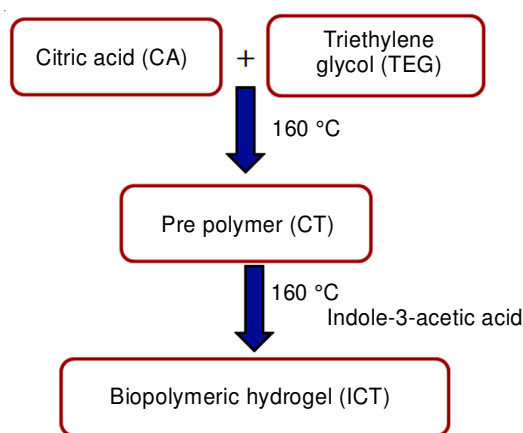 Citric acid (CA)
+
Triethylene
glycol (TEG)
160 °C
Pre polymer (CT)
160 °C
Indole-3-acetic acid
Biopolymeric hydrogel (ICT)